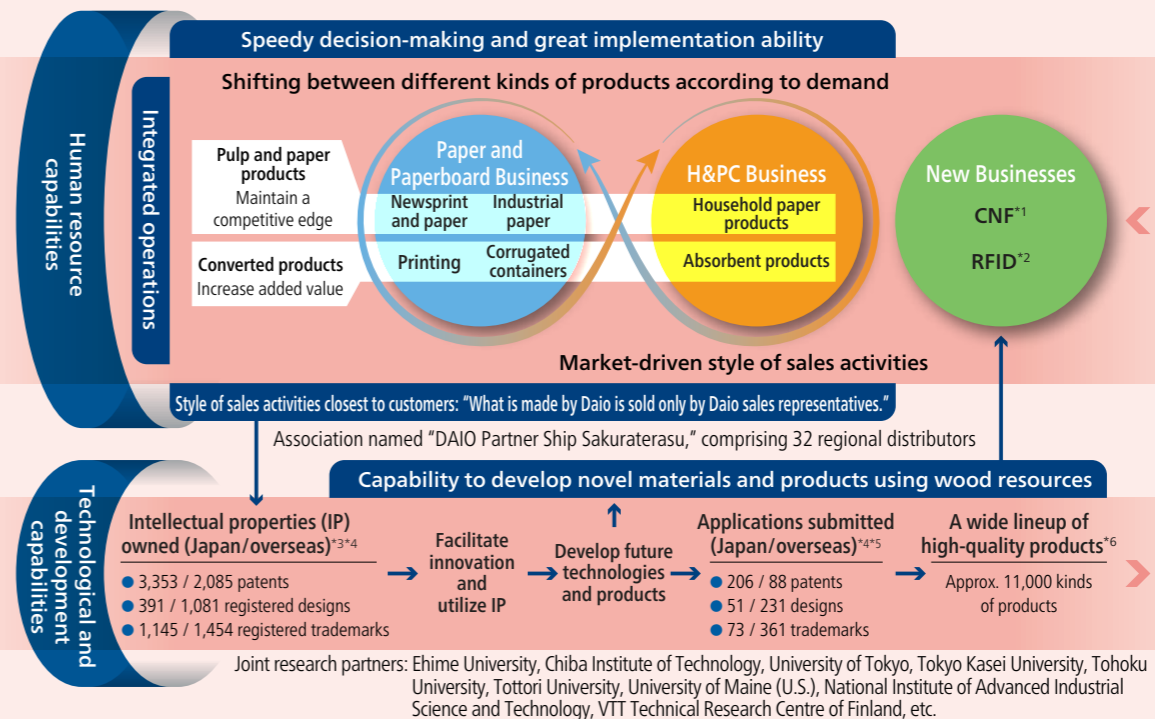 Speedy decision-making and great implementation ability
Human resource
capabilities
Integrated operations
Shifting between different kinds of products according to demand
Pulp and paper
products
Maintain a
competitive edge
Converted products
Increase added value
Paper and
Paperboard Business
Newsprint
and paper
Industrial
paper
Printing
Corrugated
containers
H&PC Business
Household paper
products
Absorbent products
New Businesses
CNF*1
RFID*2
Market-driven style of sales activities
Style of sales activities closest to customers: “What is made by Daio is sold only by Daio sales representatives.”
Association named “DAIO Partner Ship Sakuraterasu,” comprising 32 regional distributors
Technological and
development
capabilities
Capability to develop novel materials and products using wood resources
Intellectual properties (IP)
owned (Japan/overseas)*3*4
● 3,353 / 2,085 patents
● 391 / 1,081 registered designs
● 1,145 / 1,454 registered trademarks
Facilitate
innovation
and
utilize IP
Develop future
technologies
and products
Applications submitted
(Japan/overseas)*4*5
● 206 / 88 patents
● 51 / 231 designs
● 73 / 361 trademarks
A wide lineup of
high-quality products*6
Approx. 11,000 kinds
of products
Joint research partners: Ehime University, Chiba Institute of Technology, University of Tokyo, Tokyo Kasei University, Tohoku
University, Tottori University, University of Maine (U.S.), National Institute of Advanced Industrial
Science and Technology, VTT Technical Research Centre of Finland, etc.